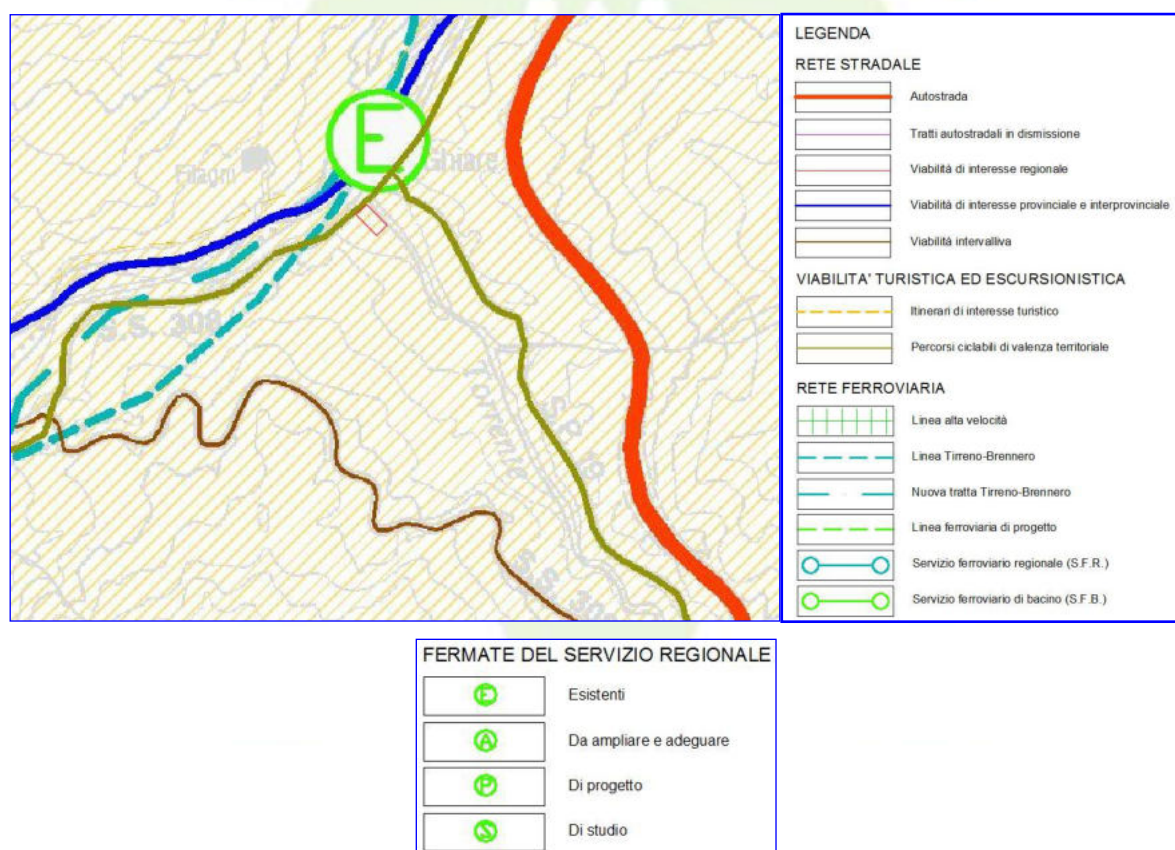 E
Ghiare
Filagni
S.S. 308
Torrente
LEGENDA
RETE STRADALE
Autostrada
Tratti autostradali in dismissione
Viabilità di interesse regionale
Viabilità di interesse provinciale e interprovinciale
Viabilità intervalliva
VIABILITA' TURISTICA ED ESCURSIONISTICA
Itinerari di interesse turistico
Percorsi ciclabili di valenza territoriale
RETE FERROVIARIA
Linea alta velocità
Linea Tirreno-Brennero
Nuova tratta Tirreno-Brennero
Linea ferroviaria di progetto
Servizio ferroviario regionale (S.F.R.)
Servizio ferroviario di bacino (S.F.B.)
FERMATE DEL SERVIZIO REGIONALE
E Esistenti
A Da ampliare e adeguare
P Di progetto
S Di studio